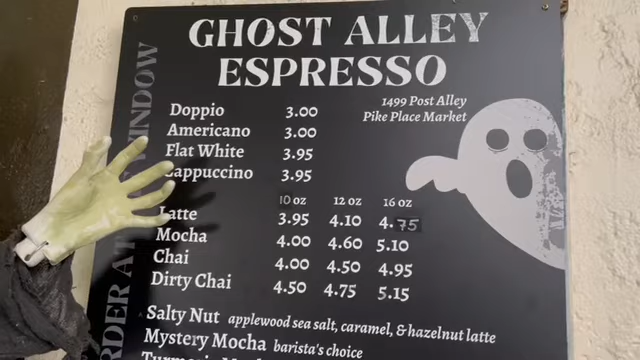 GHOST ALLEY
ESPRESSO
1499 Post Alley
Pike Place Market
Doppio 3.00
Americano 3.00
Flat White 3.95
Cappuccino 3.95
10 oz 12 oz 16 oz
Latte 3.95 4.10 4.75
Mocha 4.00 4.60 5.10
Chai 4.00 4.50 4.95
Dirty Chai 4.50 4.75 5.15
Salty Nut applewood sea salt, caramel, & hazelnut latte
Mystery Mocha barista's choice
WINDOW